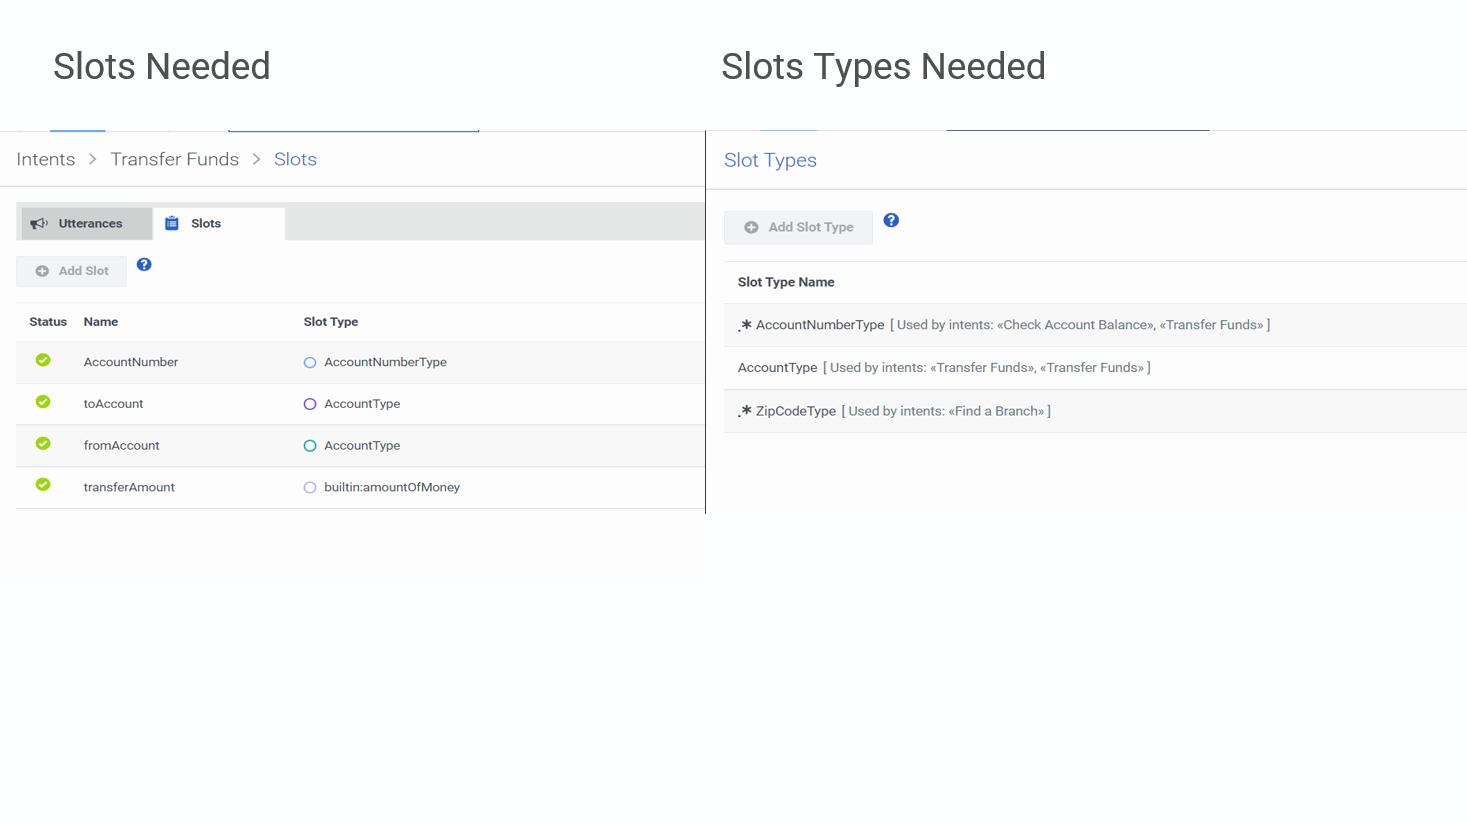 Slots Needed
Intents > Transfer Funds > Slots
Utterances Slots
Add Slot ?
Status Name Slot Type
AccountNumber AccountNumberType
toAccount AccountType
fromAccount AccountType
transferAmount builtin:amountOfMoney
Slots Types Needed
Slot Types
Add Slot Type ?
Slot Type Name
.* AccountNumberType [ Used by intents: «Check Account Balance», «Transfer Funds» ]
AccountType [ Used by intents: «Transfer Funds», «Transfer Funds» ]
.* ZipCodeType [ Used by intents: «Find a Branch» ]